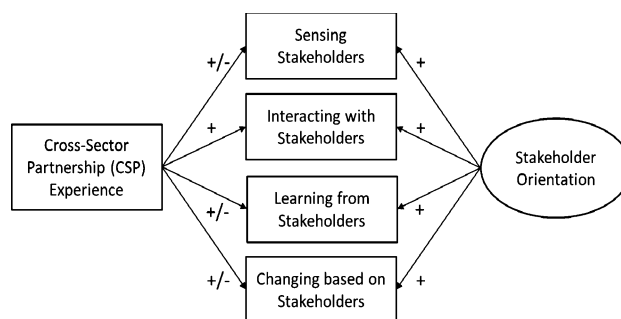 Sensing
Stakeholders
+/-
+
Interacting with
Stakeholders
+
+
Cross-Sector
Partnership (CSP)
Experience
Stakeholder
Orientation
Learning from
Stakeholders
+/-
+
Changing based on
Stakeholders
+/-
+